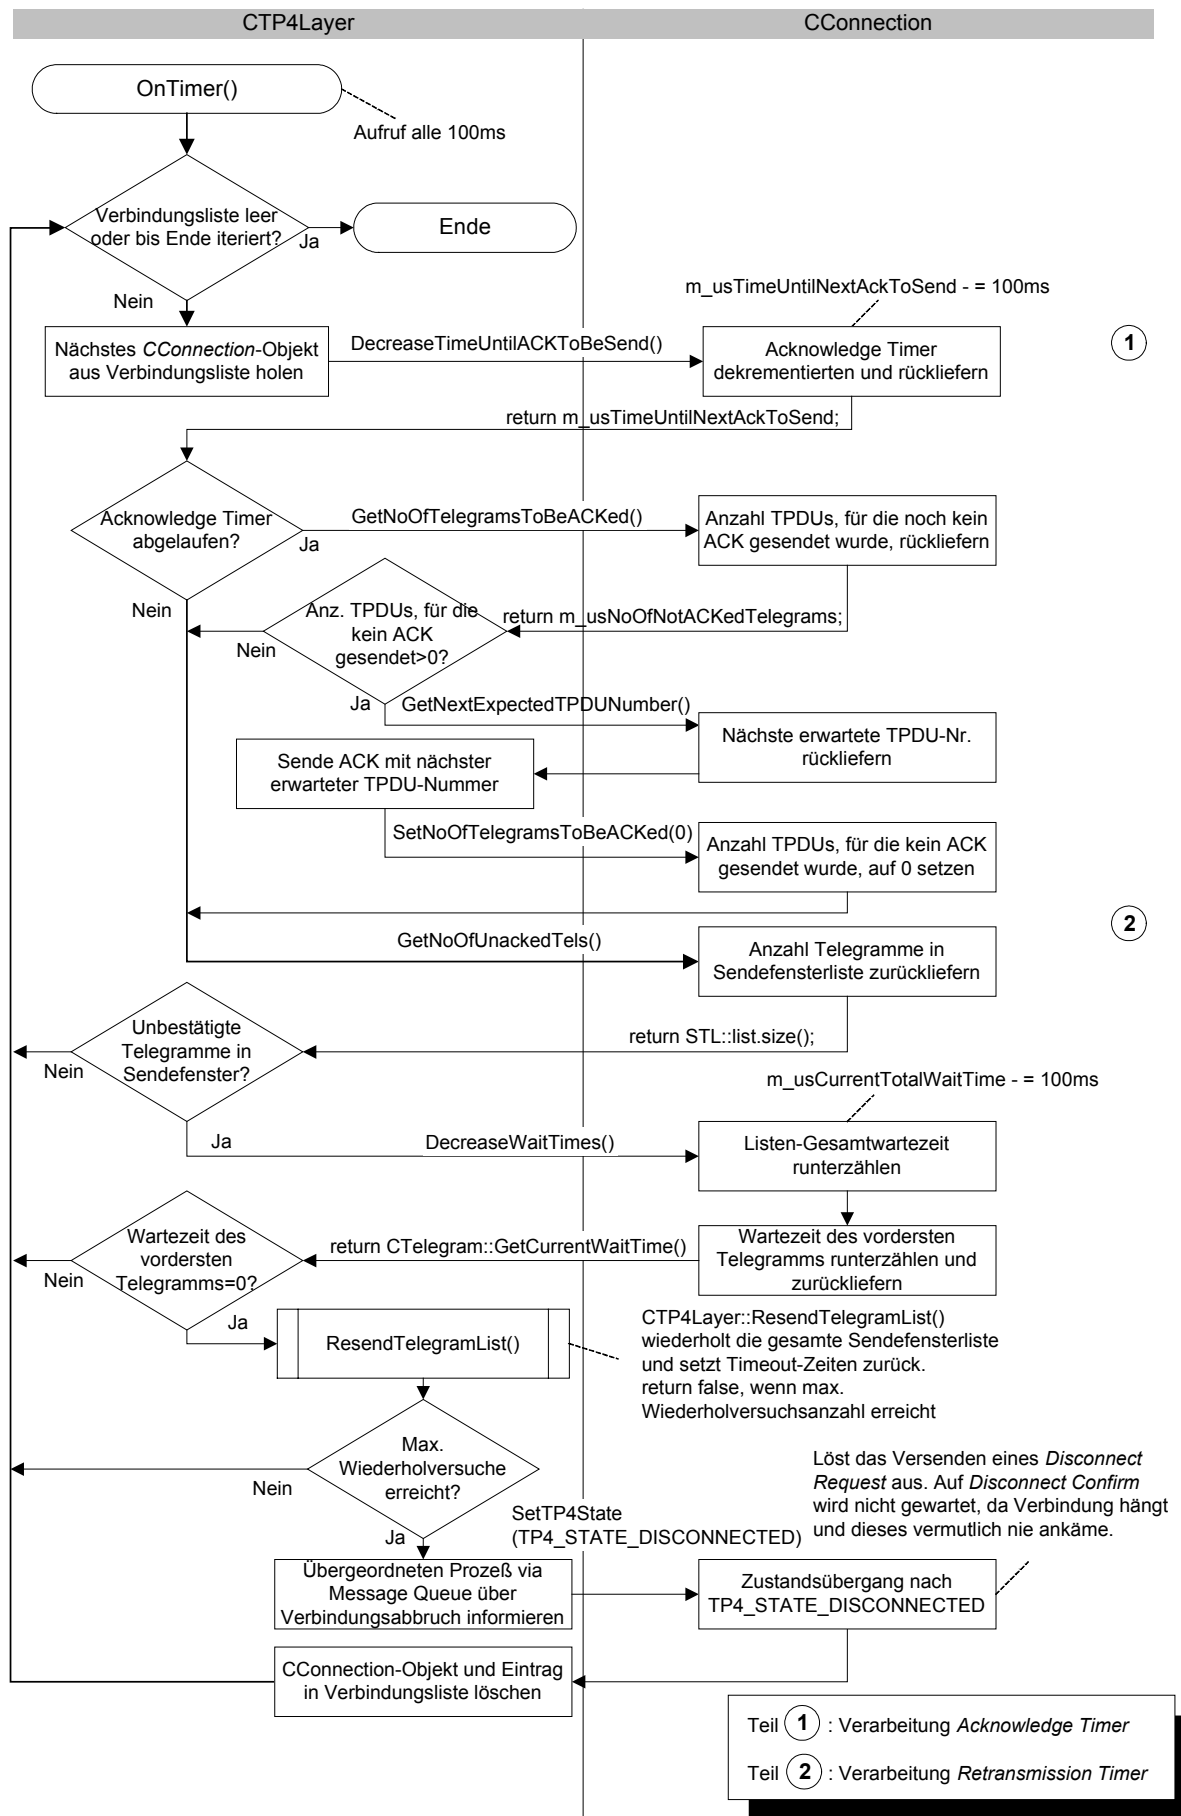 CTP4Layer
CConnection
OnTimer()
Aufruf alle 100ms
Verbindungsliste leer
oder bis Ende iteriert?
Ja
Ende
Nein
m_usTimeUntilNextAckToSend - = 100ms
Nächstes CConnection-Objekt
aus Verbindungsliste holen
DecreaseTimeUntilACKToBeSend()
Acknowledge Timer
dekrementierten und rückliefern
1
return m_usTimeUntilNextAckToSend;
Acknowledge Timer
abgelaufen?
Ja
GetNoOfTelegramsToBeACKed()
Anzahl TPDUs, für die noch kein
ACK gesendet wurde, rückliefern
Nein
Anz. TPDUs, für die
kein ACK
gesendet>0?
return m_usNoOfNotACKedTelegrams;
Nein
Ja
GetNextExpectedTPDUNumber()
Nächste erwartete TPDU-Nr.
rückliefern
Sende ACK mit nächster
erwarteter TPDU-Nummer
SetNoOfTelegramsToBeACKed(0)
Anzahl TPDUs, für die kein ACK
gesendet wurde, auf 0 setzen
2
GetNoOfUnackedTels()
Anzahl Telegramme in
Sendefensterliste zurückliefern
Unbestätigte
Telegramme in
Sendefenster?
return STL::list.size();
Nein
m_usCurrentTotalWaitTime - = 100ms
Ja
DecreaseWaitTimes()
Listen-Gesamtwartezeit
runterzählen
Wartezeit des
vordersten
Telegramms=0?
return CTelegram::GetCurrentWaitTime()
Wartezeit des vordersten
Telegramms runterzählen und
zurückliefern
Nein
Ja
ResendTelegramList()
CTP4Layer::ResendTelegramList()
wiederholt die gesamte Sendefensterliste
und setzt Timeout-Zeiten zurück.
return false, wenn max.
Wiederholversuchsanzahl erreicht
Max.
Wiederholversuche
erreicht?
Nein
Ja
Löst das Versenden eines Disconnect
Request aus. Auf Disconnect Confirm
wird nicht gewartet, da Verbindung hängt
und dieses vermutlich nie ankäme.
SetTP4State
(TP4_STATE_DISCONNECTED)
Übergeordneten Prozeß via
Message Queue über
Verbindungsabbruch informieren
Zustandsübergang nach
TP4_STATE_DISCONNECTED
CConnection-Objekt und Eintrag
in Verbindungsliste löschen
Teil 1 : Verarbeitung Acknowledge Timer
Teil 2 : Verarbeitung Retransmission Timer